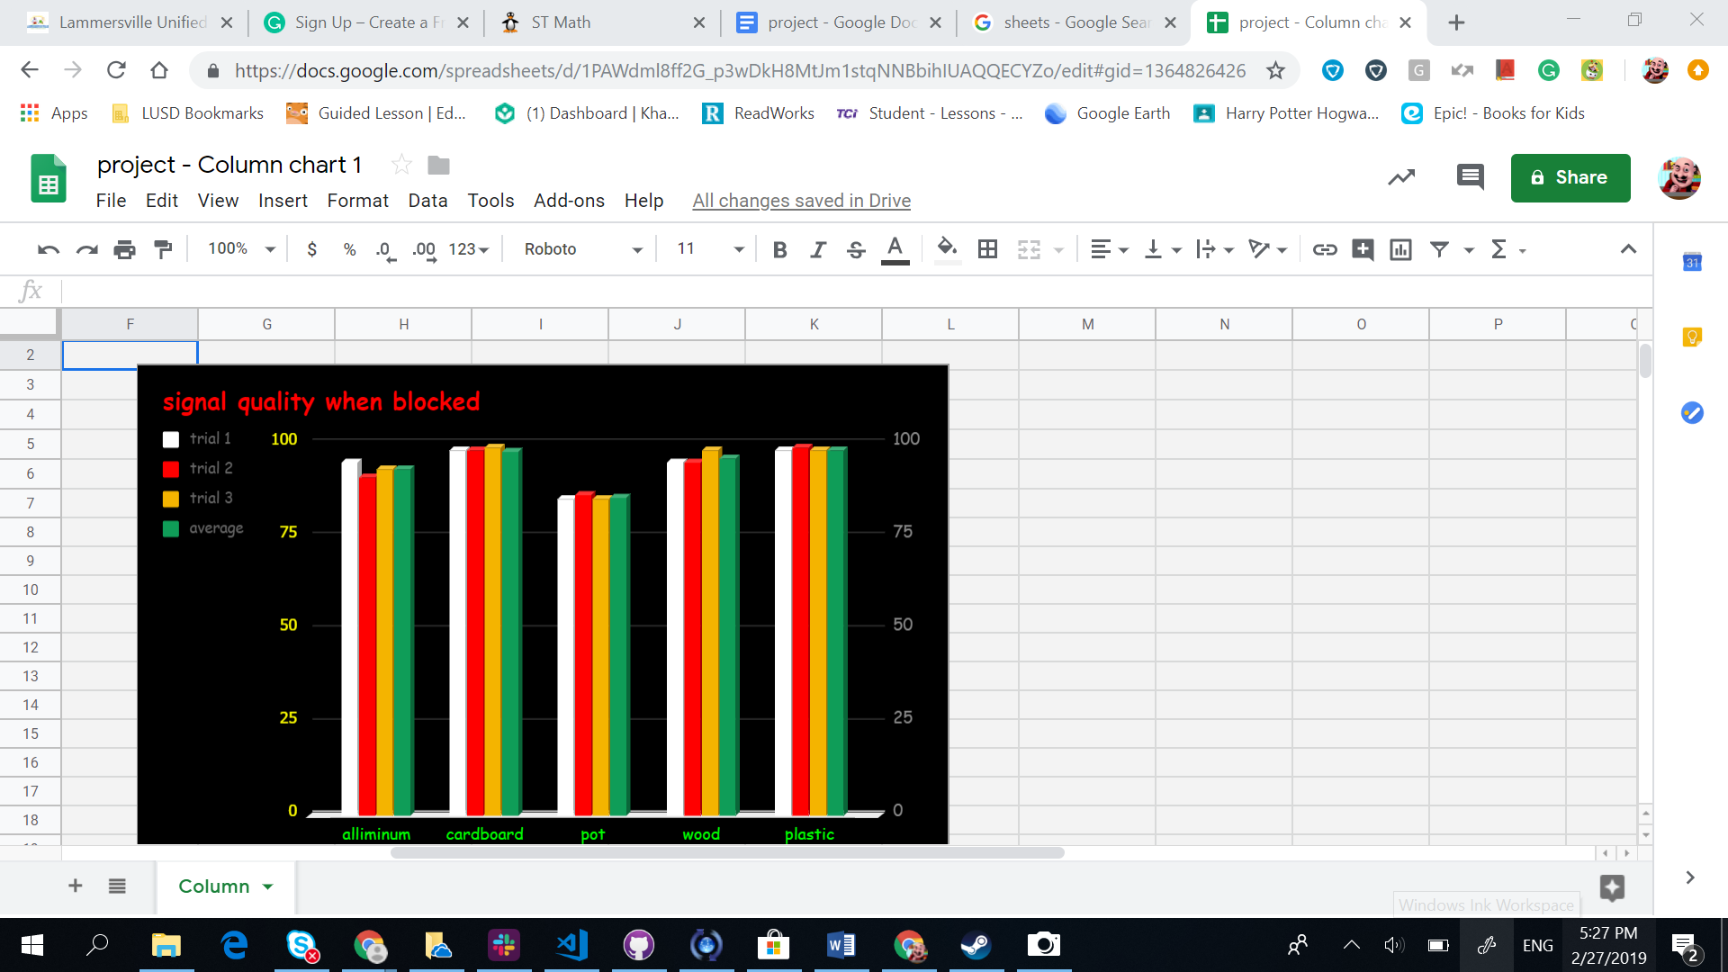 Lammersville Unified
Sign Up – Create a Fr
ST Math
project - Google Doc
sheets - Google Sear
project - Column cha
https://docs.google.com/spreadsheets/d/1PAWdml8ff2G_p3wDkH8MtJm1stqNNBbihIUAQQECYZo/edit#gid=1364826426
Apps
LUSD Bookmarks
Guided Lesson | Ed...
(1) Dashboard | Kha...
ReadWorks
TCi
Student - Lessons - ...
Google Earth
Harry Potter Hogwa...
Epic! - Books for Kids
project - Column chart 1
File Edit View Insert Format Data Tools Add-ons Help All changes saved in Drive
Share
100% $ % .0 .00 123 Roboto 11 B I S A
31
fx
F G H I J K L M N O P
2
3
4
5
6
7
8
9
10
11
12
13
14
15
16
17
18
signal quality when blocked
trial 1
trial 2
trial 3
average
100
75
50
25
0
100
75
50
25
0
alliminum cardboard pot wood plastic
Column
Windows Ink Workspace
ENG
5:27 PM
2/27/2019
2